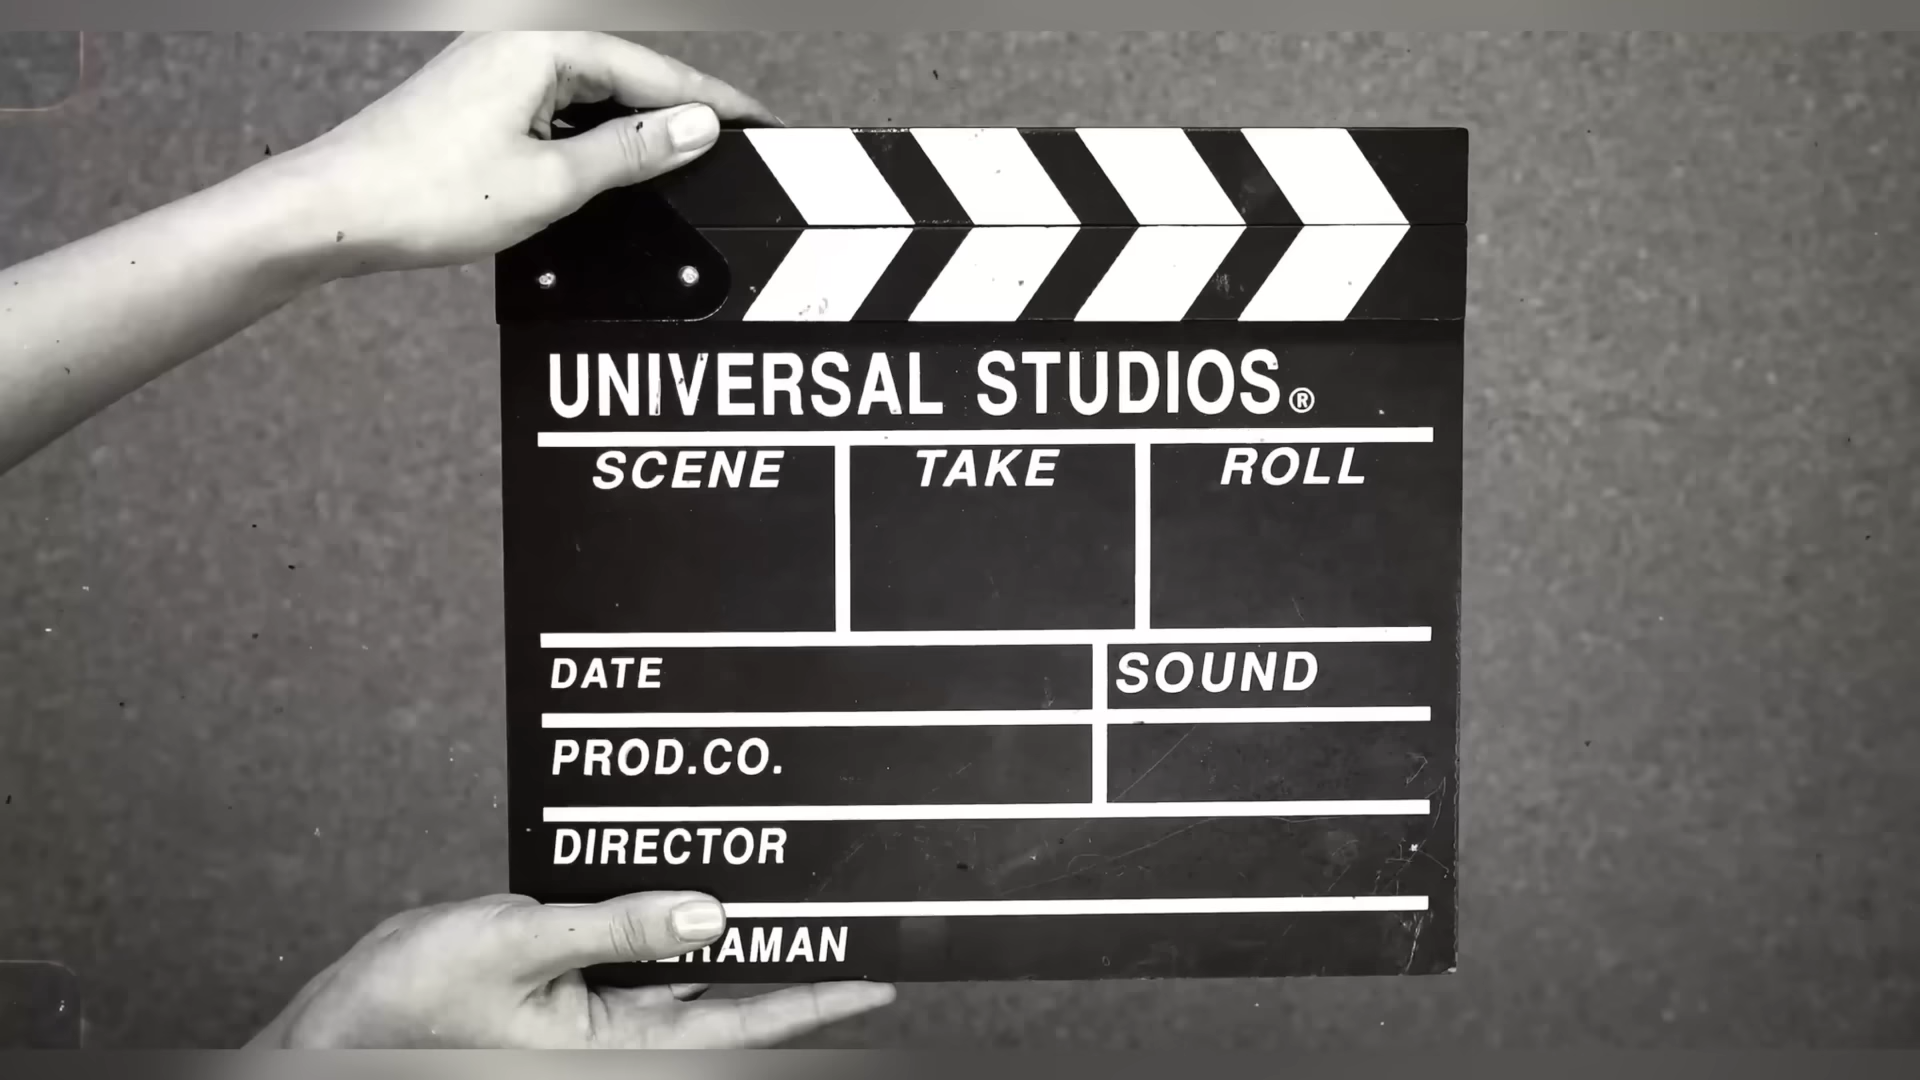 UNIVERSAL STUDIOS®
SCENE TAKE ROLL
DATE SOUND
PROD.CO.
DIRECTOR